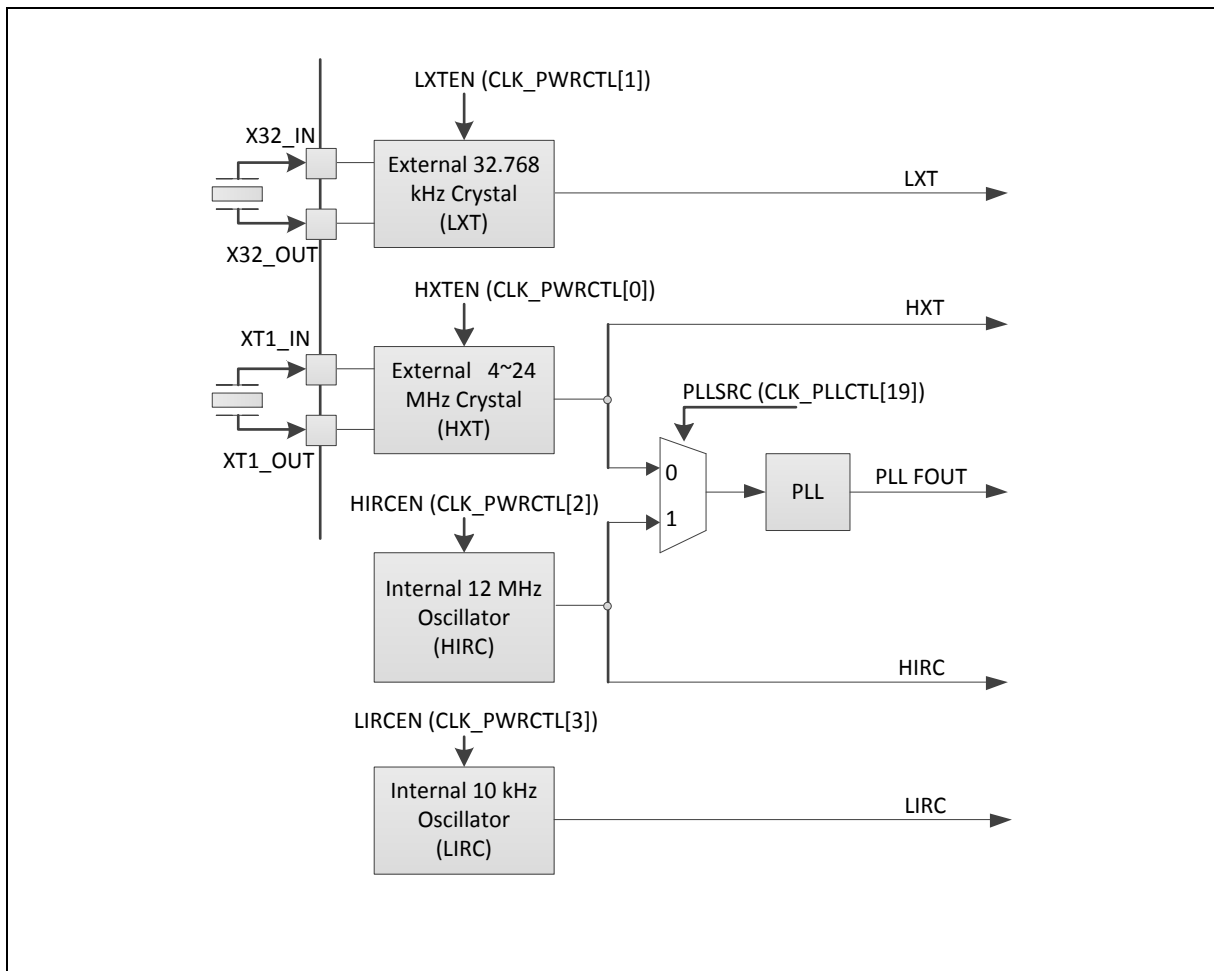 LXTEN (CLK_PWRCTL[1])
X32_IN
External 32.768
kHz Crystal
(LXT)
LXT
X32_OUT
HXTEN (CLK_PWRCTL[0])
HXT
XT1_IN
External 4~24
MHz Crystal
(HXT)
PLLSRC (CLK_PLLCTL[19])
XT1_OUT
0
1
PLL
PLL FOUT
HIRCEN (CLK_PWRCTL[2])
Internal 12 MHz
Oscillator
(HIRC)
HIRC
LIRCEN (CLK_PWRCTL[3])
Internal 10 kHz
Oscillator
(LIRC)
LIRC